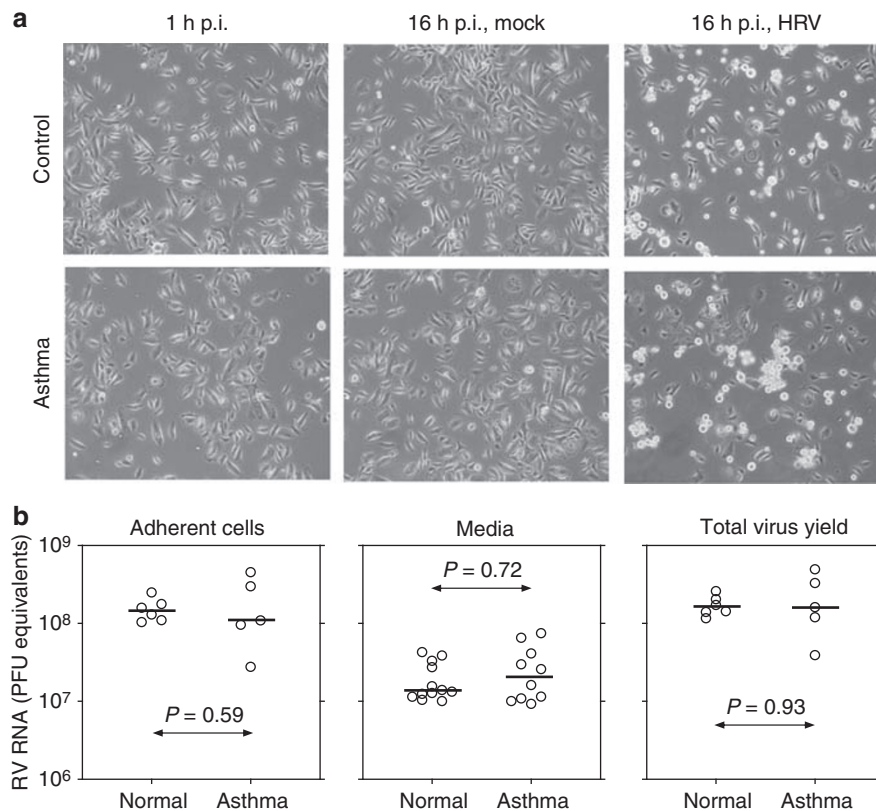 a
1 h p.i.
16 h p.i., mock
16 h p.i., HRV
Control
Asthma
b
Adherent cells
Media
Total virus yield
RV RNA (PFU equivalents)
10⁹
10⁸
10⁷
10⁶
P = 0.59
P = 0.72
P = 0.93
Normal Asthma
Normal Asthma
Normal Asthma